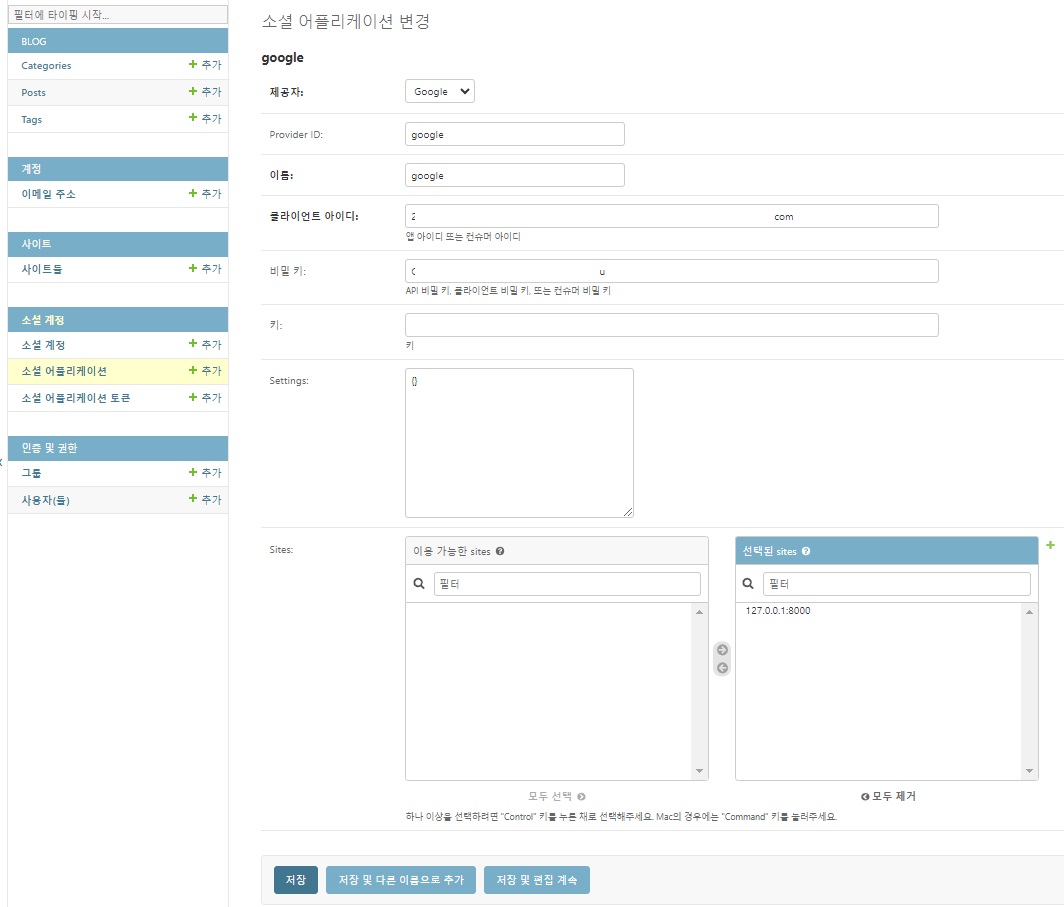 필터에 타이핑 시작...
BLOG
Categories 추가
Posts 추가
Tags 추가
계정
이메일 주소 추가
사이트
사이트들 추가
소셜 계정
소셜 계정 추가
소셜 어플리케이션 추가
소셜 어플리케이션 토큰 추가
인증 및 권한
그룹 추가
사용자(들) 추가
소셜 어플리케이션 변경
google
제공자: Google
Provider ID: google
이름: google
클라이언트 아이디: 2 com
앱 아이디 또는 컨슈머 아이디
비밀 키: u
API 비밀 키, 클라이언트 비밀 키, 또는 컨슈머 비밀 키
키:
키
Settings: {}
Sites:
이용 가능한 sites
필터
모두 선택
선택된 sites
필터
127.0.0.1:8000
모두 제거
하나 이상을 선택하려면 "Control" 키를 누른 채로 선택해주세요. Mac의 경우에는 "Command" 키를 눌러주세요.
저장 저장 및 다른 이름으로 추가 저장 및 편집 계속